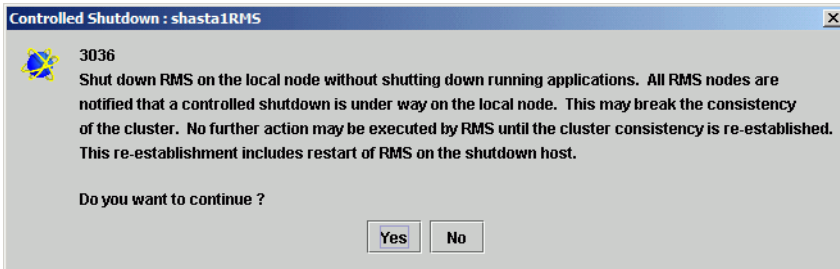 Controlled Shutdown : shasta1RMS
3036
Shut down RMS on the local node without shutting down running applications. All RMS nodes are
notified that a controlled shutdown is under way on the local node. This may break the consistency
of the cluster. No further action may be executed by RMS until the cluster consistency is re-established.
This re-establishment includes restart of RMS on the shutdown host.
Do you want to continue ?
Yes No